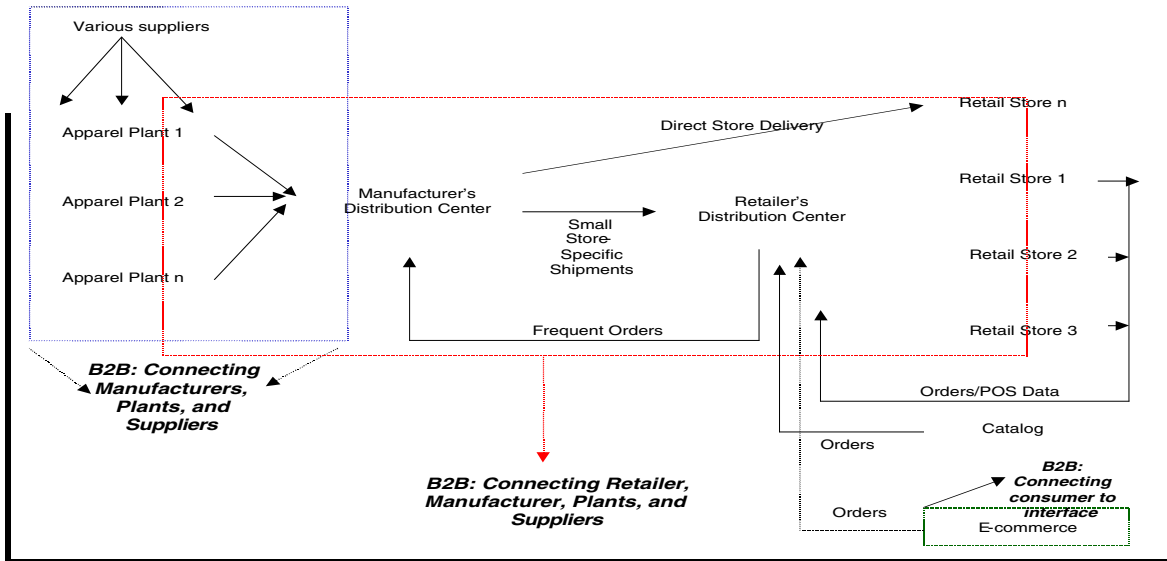 Various suppliers
Apparel Plant 1
Apparel Plant 2
Apparel Plant n
Manufacturer's
Distribution Center
Direct Store Delivery
Small
Store-
Specific
Shipments
Retailer's
Distribution Center
Frequent Orders
Retail Store n
Retail Store 1
Retail Store 2
Retail Store 3
Orders/POS Data
Catalog
Orders
B2B: Connecting
Manufacturers,
Plants, and
Suppliers
B2B: Connecting Retailer,
Manufacturer, Plants, and
Suppliers
B2B:
Connecting
consumer to
interface
Orders
E-commerce